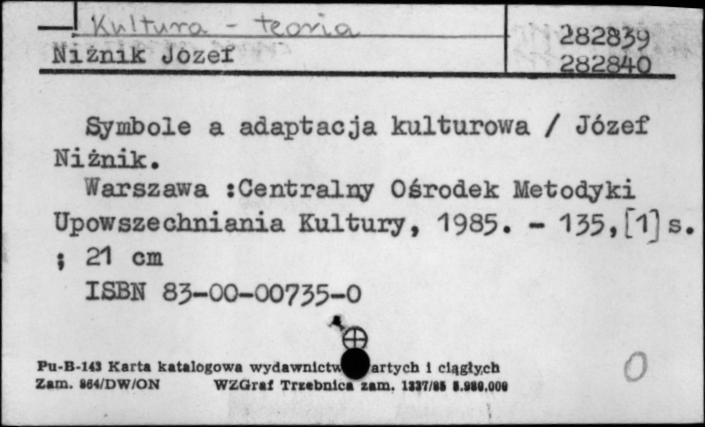 Kultura - teoria
282839
Niżnik Józef
282840
Symbole a adaptacja kulturowa / Józef
Niżnik.
Warszawa :Centralny Ośrodek Metodyki
Upowszechniania Kultury, 1985. - 135,[1] s.
; 21 cm
ISBN 83-00-00735-0
Pu-B-143 Karta katalogowa wydawnictw artych i ciągłych
Zam. 864/DW/ON WZGraf Trzebnica zam. 1337/85 8.980.000
0